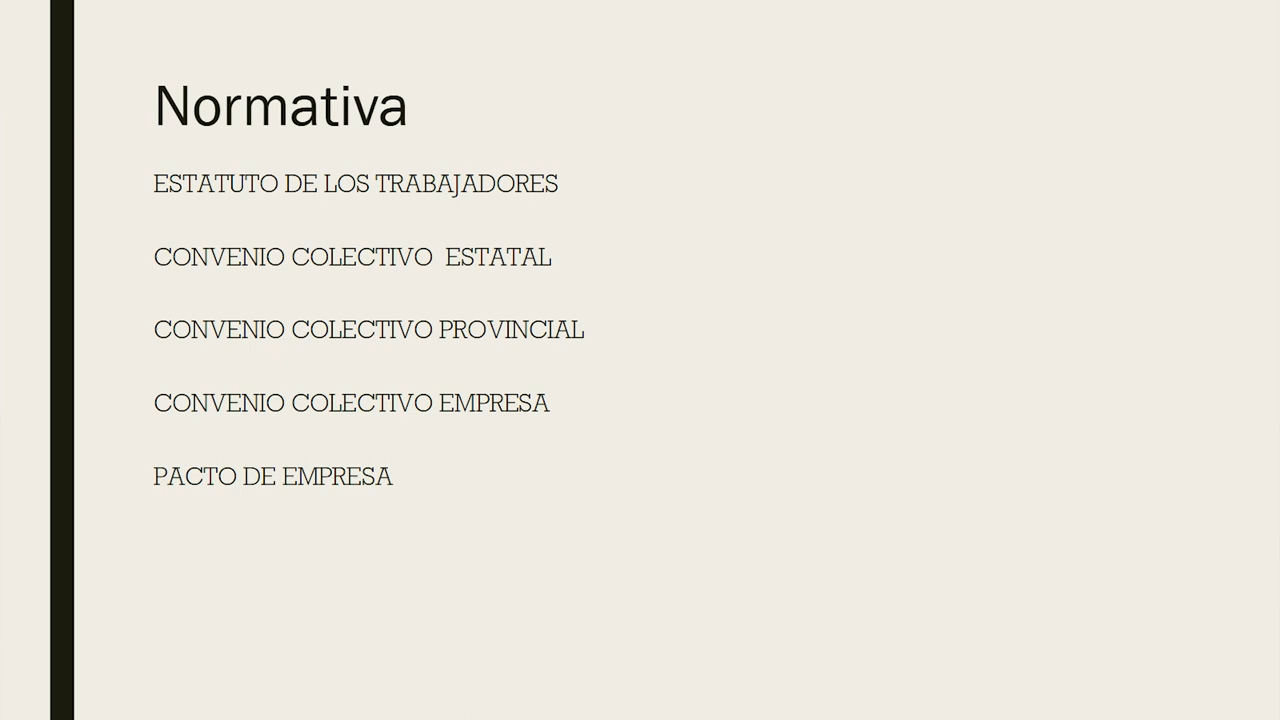 Normativa
ESTATUTO DE LOS TRABAJADORES
CONVENIO COLECTIVO  ESTATAL
CONVENIO COLECTIVO PROVINCIAL
CONVENIO COLECTIVO EMPRESA
PACTO DE EMPRESA